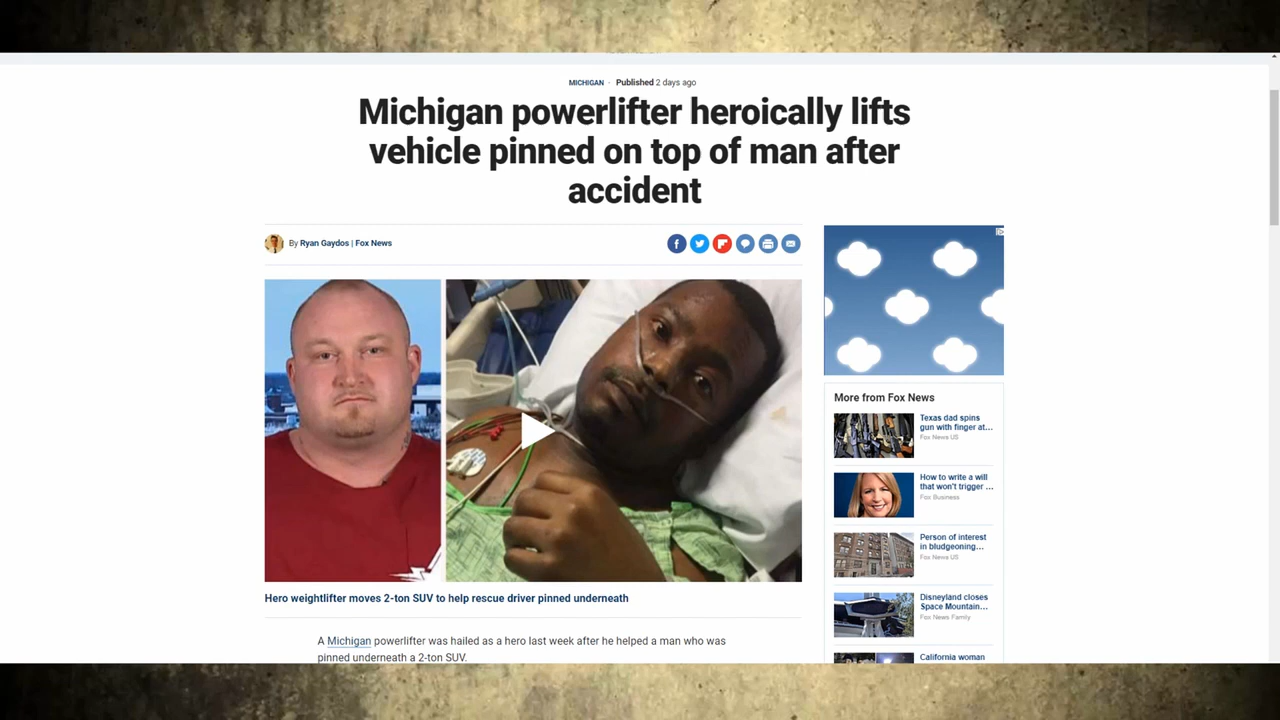 MICHIGAN · Published 2 days ago
Michigan powerlifter heroically lifts
vehicle pinned on top of man after
accident
By Ryan Gaydos | Fox News
Hero weightlifter moves 2-ton SUV to help rescue driver pinned underneath
A Michigan powerlifter was hailed as a hero last week after he helped a man who was
pinned underneath a 2-ton SUV.
More from Fox News
Texas dad spins
gun with finger at...
Fox News US
How to write a will
that won't trigger ...
Fox Business
Person of interest
in bludgeoning...
Fox News US
Disneyland closes
Space Mountain...
Fox News Family
California woman